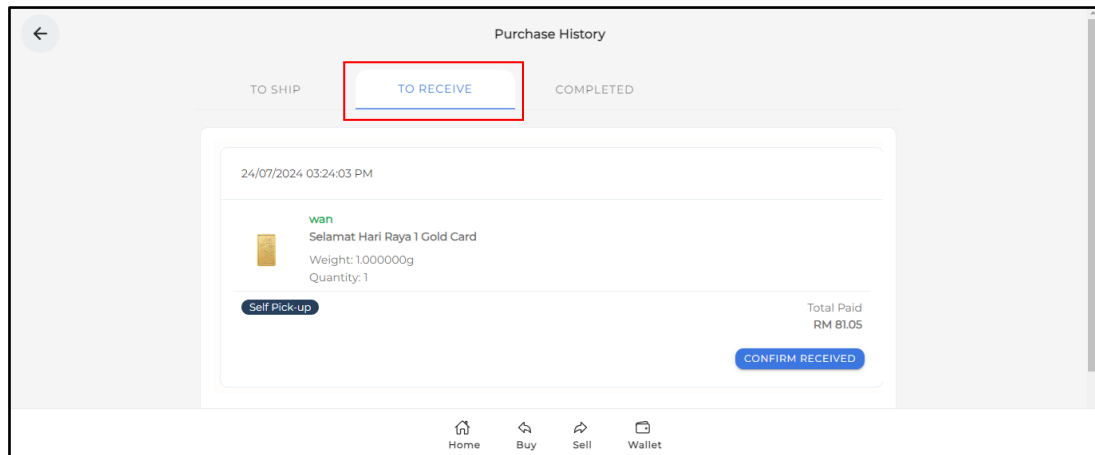 Purchase History
TO SHIP
TO RECEIVE
COMPLETED
24/07/2024 03:24:03 PM
wan
Selamat Hari Raya 1 Gold Card
Weight: 1.000000g
Quantity: 1
Self Pick-up
Total Paid
RM 81.05
CONFIRM RECEIVED
Home
Buy
Sell
Wallet